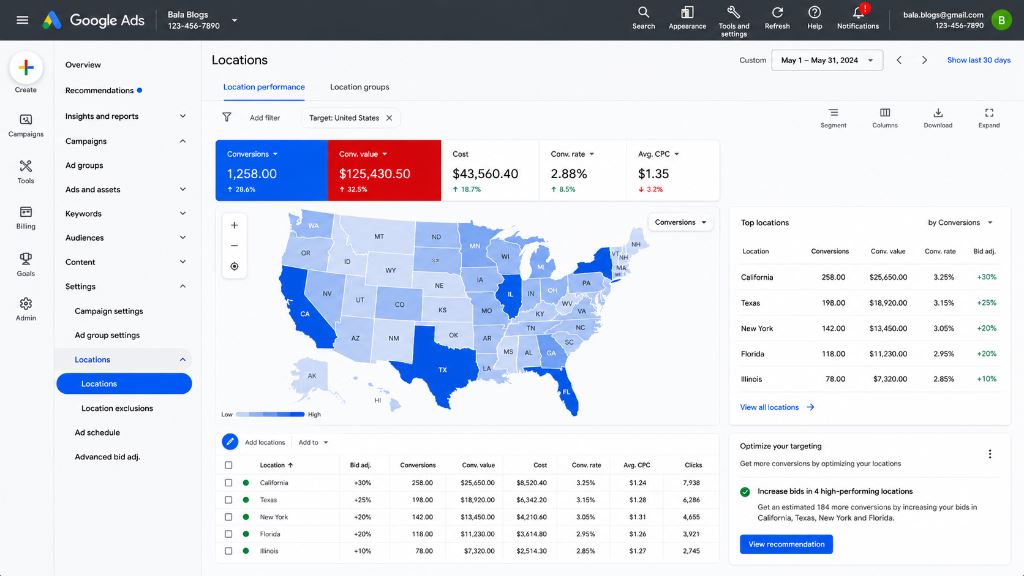 Google Ads
Bala Blogs
123-456-7890
Search
Appearance
Tools and
settings
Refresh
Help
!
Notifications
bala.blogs@gmail.com
123-456-7890
B
Create
Campaigns
Tools
Billing
Goals
Admin
Overview
Recommendations
Insights and reports
Campaigns
Ad groups
Ads and assets
Keywords
Audiences
Content
Settings
Campaign settings
Ad group settings
Locations
Locations
Location exclusions
Ad schedule
Advanced bid adj.
Locations
Custom
May 1 – May 31, 2024
Show last 30 days
Location performance
Location groups
Add filter
Target: United States
Segment
Columns
Download
Expand
Conversions
1,258.00
↑ 28.6%
Conv. value
$125,430.50
↑ 32.5%
Cost
$43,560.40
↑ 18.7%
Conv. rate
2.88%
↑ 8.5%
Avg. CPC
$1.35
↓ 3.2%
+
−
Conversions
WA
MT
ND
MN
OR
ID
WY
WI
MI
VT
NH
NH
MA
NV
UT
CO
NE
IA
IL
IN
OH
PA
CA
KS
MO
KY
WV
VA
AZ
NM
OK
AR
TN
NC
SC
MS
AL
GA
TX
LA
FL
AK
HI
Low
High
Top locations
by Conversions
Location Conversions Conv. value Conv. rate Bid adj.
California 258.00 $25,650.00 3.25% +30%
Texas 198.00 $18,920.00 3.15% +25%
New York 142.00 $13,450.00 3.05% +20%
Florida 118.00 $11,230.00 2.95% +20%
Illinois 78.00 $7,320.00 2.85% +10%
View all locations →
Add locations
Add to
Location ↑ Bid adj. Conversions Conv. value Cost Conv. rate Avg. CPC Clicks
California +30% 258.00 $25,650.00 $8,520.40 3.25% $1.24 7,938
Texas +25% 198.00 $18,920.00 $6,342.20 3.15% $1.28 6,286
New York +20% 142.00 $13,450.00 $4,210.60 3.05% $1.31 4,655
Florida +20% 118.00 $11,230.00 $3,614.80 2.95% $1.26 3,921
Illinois +10% 78.00 $7,320.00 $2,514.30 2.85% $1.27 2,745
Optimize your targeting
Get more conversions by optimizing your locations
Increase bids in 4 high-performing locations
Get an estimated 184 more conversions by increasing your bids in
California, Texas, New York and Florida.
View recommendation